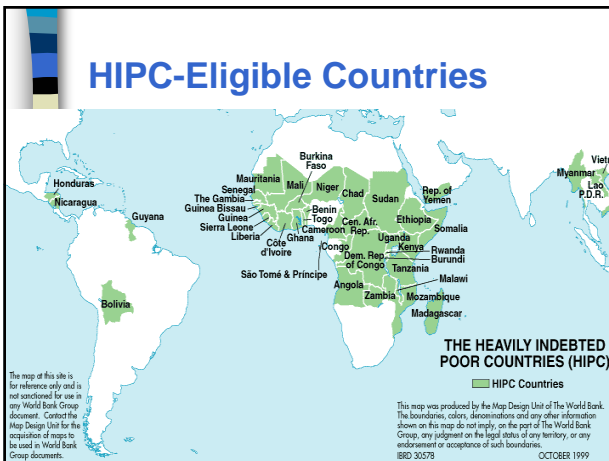 HIPC-Eligible Countries
Honduras
Nicaragua
Guyana
Bolivia
Mauritania
Senegal
The Gambia
Guinea Bissau
Guinea
Sierra Leone
Liberia
Côte
d'Ivoire
Mali
Burkina
Faso
Niger
Chad
Ghana
Benin
Togo
Cameroon
Cen. Afr.
Rep.
Sudan
Rep. of
Yemen
Ethiopia
Somalia
Uganda
Kenya
Rwanda
Burundi
Congo
Dem. Rep.
of Congo
Tanzania
São Tomé & Príncipe
Angola
Zambia
Malawi
Mozambique
Madagascar
Myanmar
Viet
Lao
P.D.R.
THE HEAVILY INDEBTED
POOR COUNTRIES (HIPC)
HIPC Countries
The map at this site is
for reference only and is
not sanctioned for use in
any World Bank Group
document. Contact the
Map Design Unit for the
acquisition of maps to
be used in World Bank
Group documents.
This map was produced by the Map Design Unit of The World Bank.
The boundaries, colors, denominations and any other information
shown on this map do not imply, on the part of The World Bank
Group, any judgment on the legal status of any territory, or any
endorsement or acceptance of such boundaries.
IBRD 30578
OCTOBER 1999